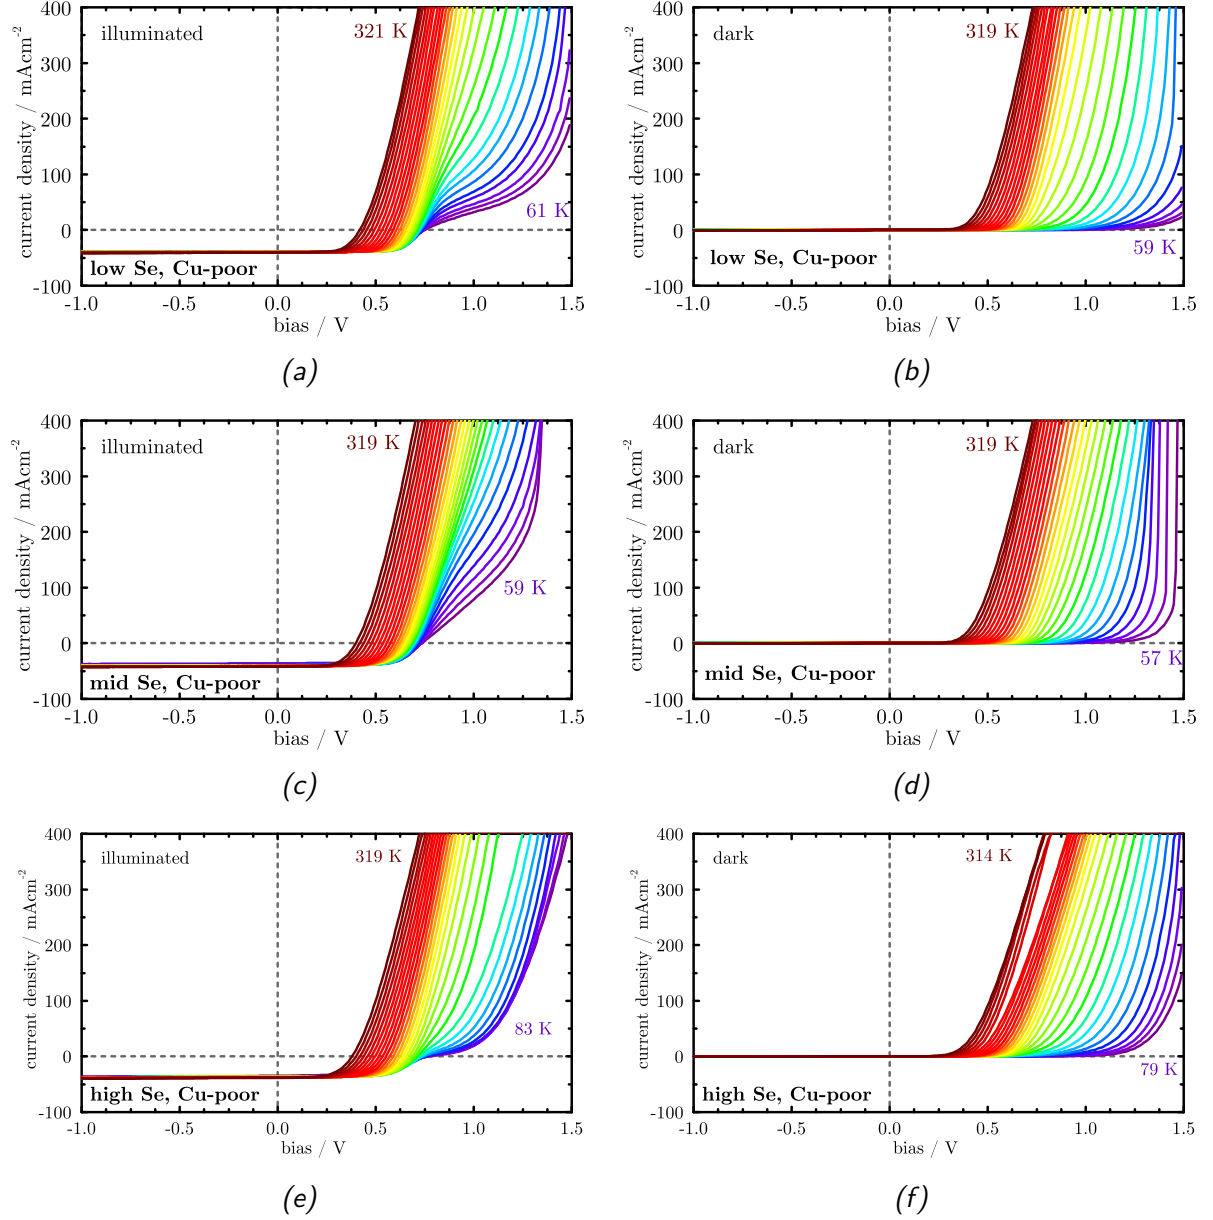 400
300
200
100
0
-100
current density / mAcm-2
illuminated
321 K
61 K
low Se, Cu-poor
-1.0 -0.5 0.0 0.5 1.0 1.5
bias / V
(a)
400
300
200
100
0
-100
current density / mAcm-2
dark
319 K
59 K
low Se, Cu-poor
-1.0 -0.5 0.0 0.5 1.0 1.5
bias / V
(b)
400
300
200
100
0
-100
current density / mAcm-2
illuminated
319 K
59 K
mid Se, Cu-poor
-1.0 -0.5 0.0 0.5 1.0 1.5
bias / V
(c)
400
300
200
100
0
-100
current density / mAcm-2
dark
319 K
57 K
mid Se, Cu-poor
-1.0 -0.5 0.0 0.5 1.0 1.5
bias / V
(d)
400
300
200
100
0
-100
current density / mAcm-2
illuminated
319 K
83 K
high Se, Cu-poor
-1.0 -0.5 0.0 0.5 1.0 1.5
bias / V
(e)
400
300
200
100
0
-100
current density / mAcm-2
dark
314 K
79 K
high Se, Cu-poor
-1.0 -0.5 0.0 0.5 1.0 1.5
bias / V
(f)